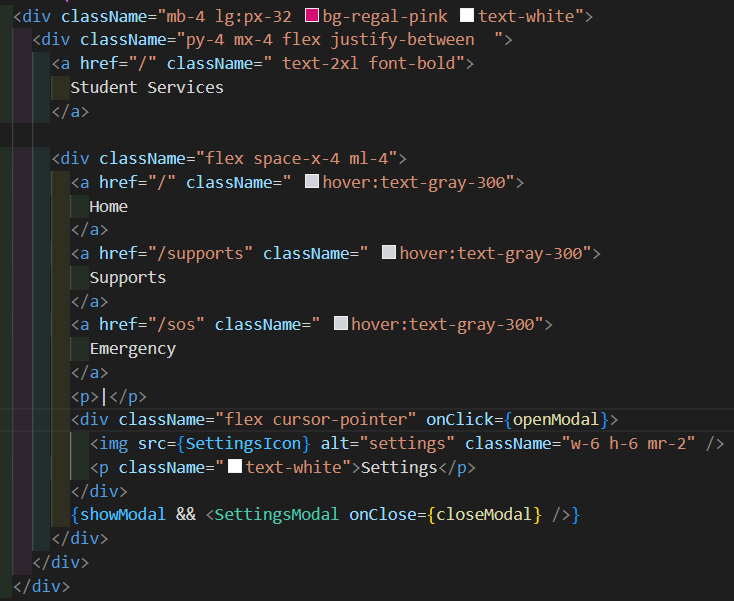 <div className="mb-4 lg:px-32 bg-regal-pink text-white">
<div className="py-4 mx-4 flex justify-between  ">
<a href="/" className=" text-2xl font-bold">
Student Services
</a>
<div className="flex space-x-4 ml-4">
<a href="/" className=" hover:text-gray-300">
Home
</a>
<a href="/supports" className=" hover:text-gray-300">
Supports
</a>
<a href="/sos" className=" hover:text-gray-300">
Emergency
</a>
<p>|</p>
<div className="flex cursor-pointer" onClick={openModal}>
<img src={SettingsIcon} alt="settings" className="w-6 h-6 mr-2" />
<p className="text-white">Settings</p>
</div>
{showModal && <SettingsModal onClose={closeModal} />}
</div>
</div>
</div>